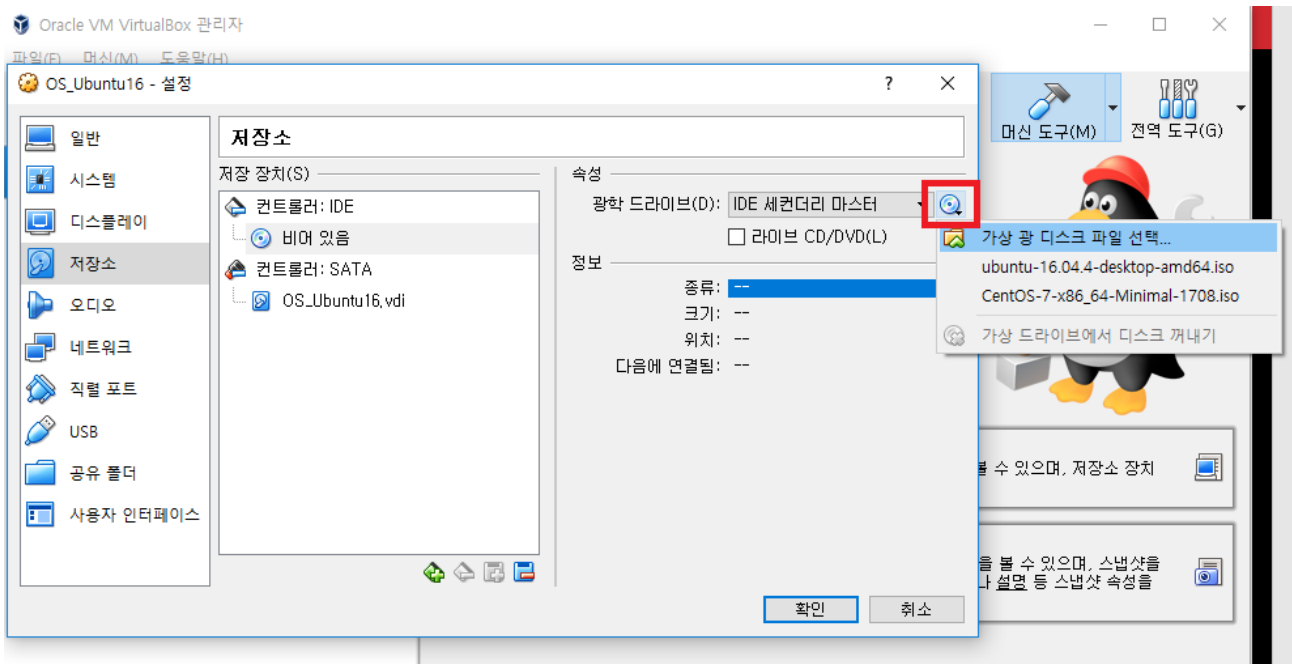 Oracle VM VirtualBox 관리자
파일(F) 머신(M) 도움말(H)
OS_Ubuntu16 - 설정
?
머신 도구(M)
전역 도구(G)
일반
시스템
디스플레이
저장소
오디오
네트워크
직렬 포트
USB
공유 폴더
사용자 인터페이스
저장소
저장 장치(S)
컨트롤러: IDE
비어 있음
컨트롤러: SATA
OS_Ubuntu16.vdi
속성
광학 드라이브(D): IDE 세컨더리 마스터
라이브 CD/DVD(L)
정보
종류: --
크기: --
위치: --
다음에 연결됨: --
가상 광 디스크 파일 선택...
ubuntu-16.04.4-desktop-amd64.iso
CentOS-7-x86_64-Minimal-1708.iso
가상 드라이브에서 디스크 꺼내기
볼 수 있으며, 저장소 장치
을 볼 수 있으며, 스냅샷을
나 설명 등 스냅샷 속성을
확인
취소